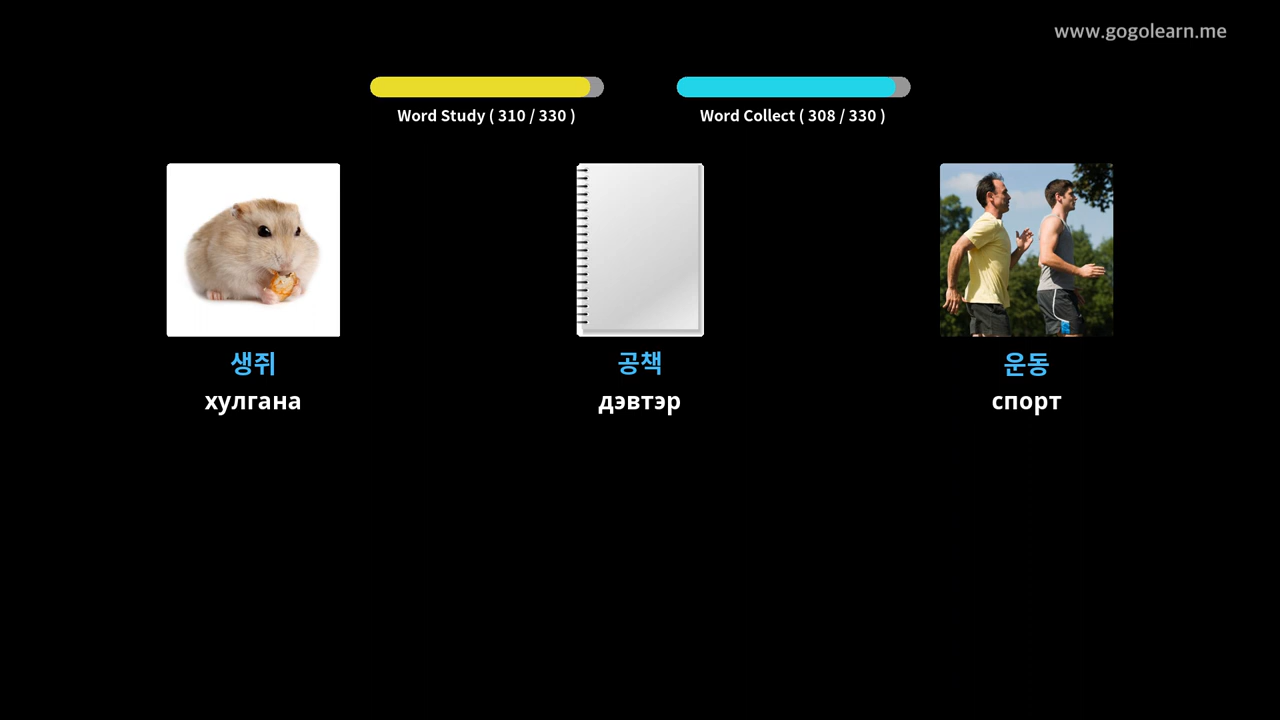 www.gogolearn.me
Word Study ( 310 / 330 )
Word Collect ( 308 / 330 )
생쥐
공책
운동
хулгана
дэвтэр
спорт